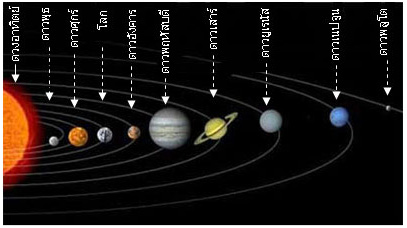 ดวงอาทิตย์
ดาวพุธ
ดาวศุกร์
โลก
ดาวอังคาร
ดาวพฤหัสบดี
ดาวเสาร์
ดาวยูเรนัส
ดาวเนปจูน
ดาวพลูโต